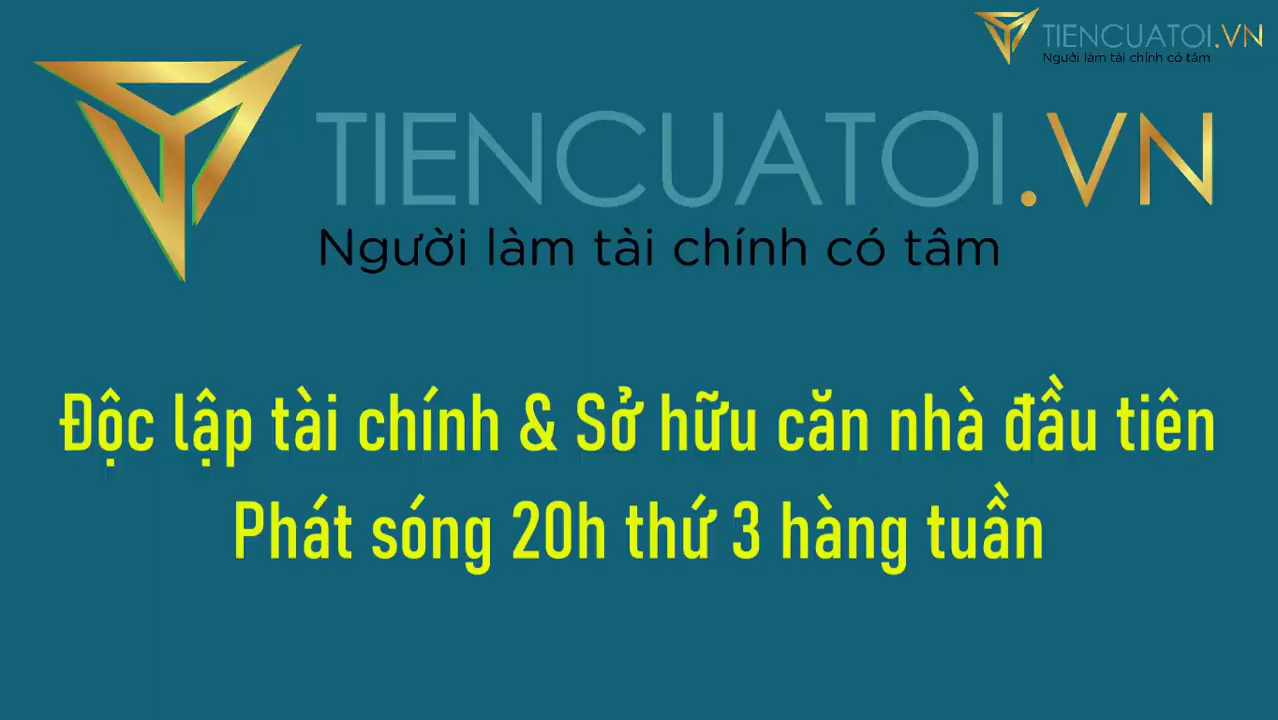 TIENCUATOI.VN
Người làm tài chính có tâm
TIENCUATOI.VN
Người làm tài chính có tâm
Độc lập tài chính & Sở hữu căn nhà đầu tiên
Phát sóng 20h thứ 3 hàng tuần